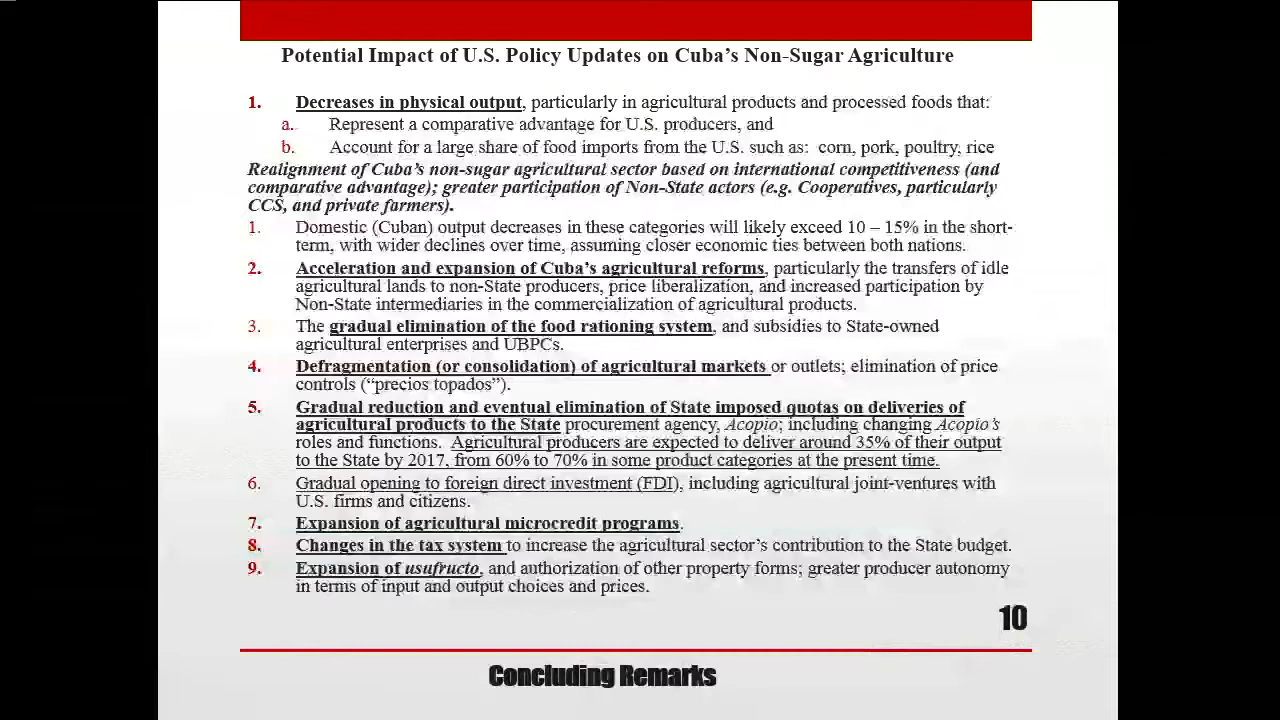 Potential Impact of U.S. Policy Updates on Cuba's Non-Sugar Agriculture
1. Decreases in physical output, particularly in agricultural products and processed foods that:
a. Represent a comparative advantage for U.S. producers, and
b. Account for a large share of food imports from the U.S. such as: corn, pork, poultry, rice
Realignment of Cuba's non-sugar agricultural sector based on international competitiveness (and
comparative advantage); greater participation of Non-State actors (e.g. Cooperatives, particularly
CCS, and private farmers).
1. Domestic (Cuban) output decreases in these categories will likely exceed 10 – 15% in the short-
term, with wider declines over time, assuming closer economic ties between both nations.
2. Acceleration and expansion of Cuba's agricultural reforms, particularly the transfers of idle
agricultural lands to non-State producers, price liberalization, and increased participation by
Non-State intermediaries in the commercialization of agricultural products.
3. The gradual elimination of the food rationing system, and subsidies to State-owned
agricultural enterprises and UBPCs.
4. Defragmentation (or consolidation) of agricultural markets or outlets; elimination of price
controls ("precios topados").
5. Gradual reduction and eventual elimination of State imposed quotas on deliveries of
agricultural products to the State procurement agency, Acopio; including changing Acopio's
roles and functions. Agricultural producers are expected to deliver around 35% of their output
to the State by 2017, from 60% to 70% in some product categories at the present time.
6. Gradual opening to foreign direct investment (FDI), including agricultural joint-ventures with
U.S. firms and citizens.
7. Expansion of agricultural microcredit programs.
8. Changes in the tax system to increase the agricultural sector's contribution to the State budget.
9. Expansion of usufructo, and authorization of other property forms; greater producer autonomy
in terms of input and output choices and prices.
10
Concluding Remarks